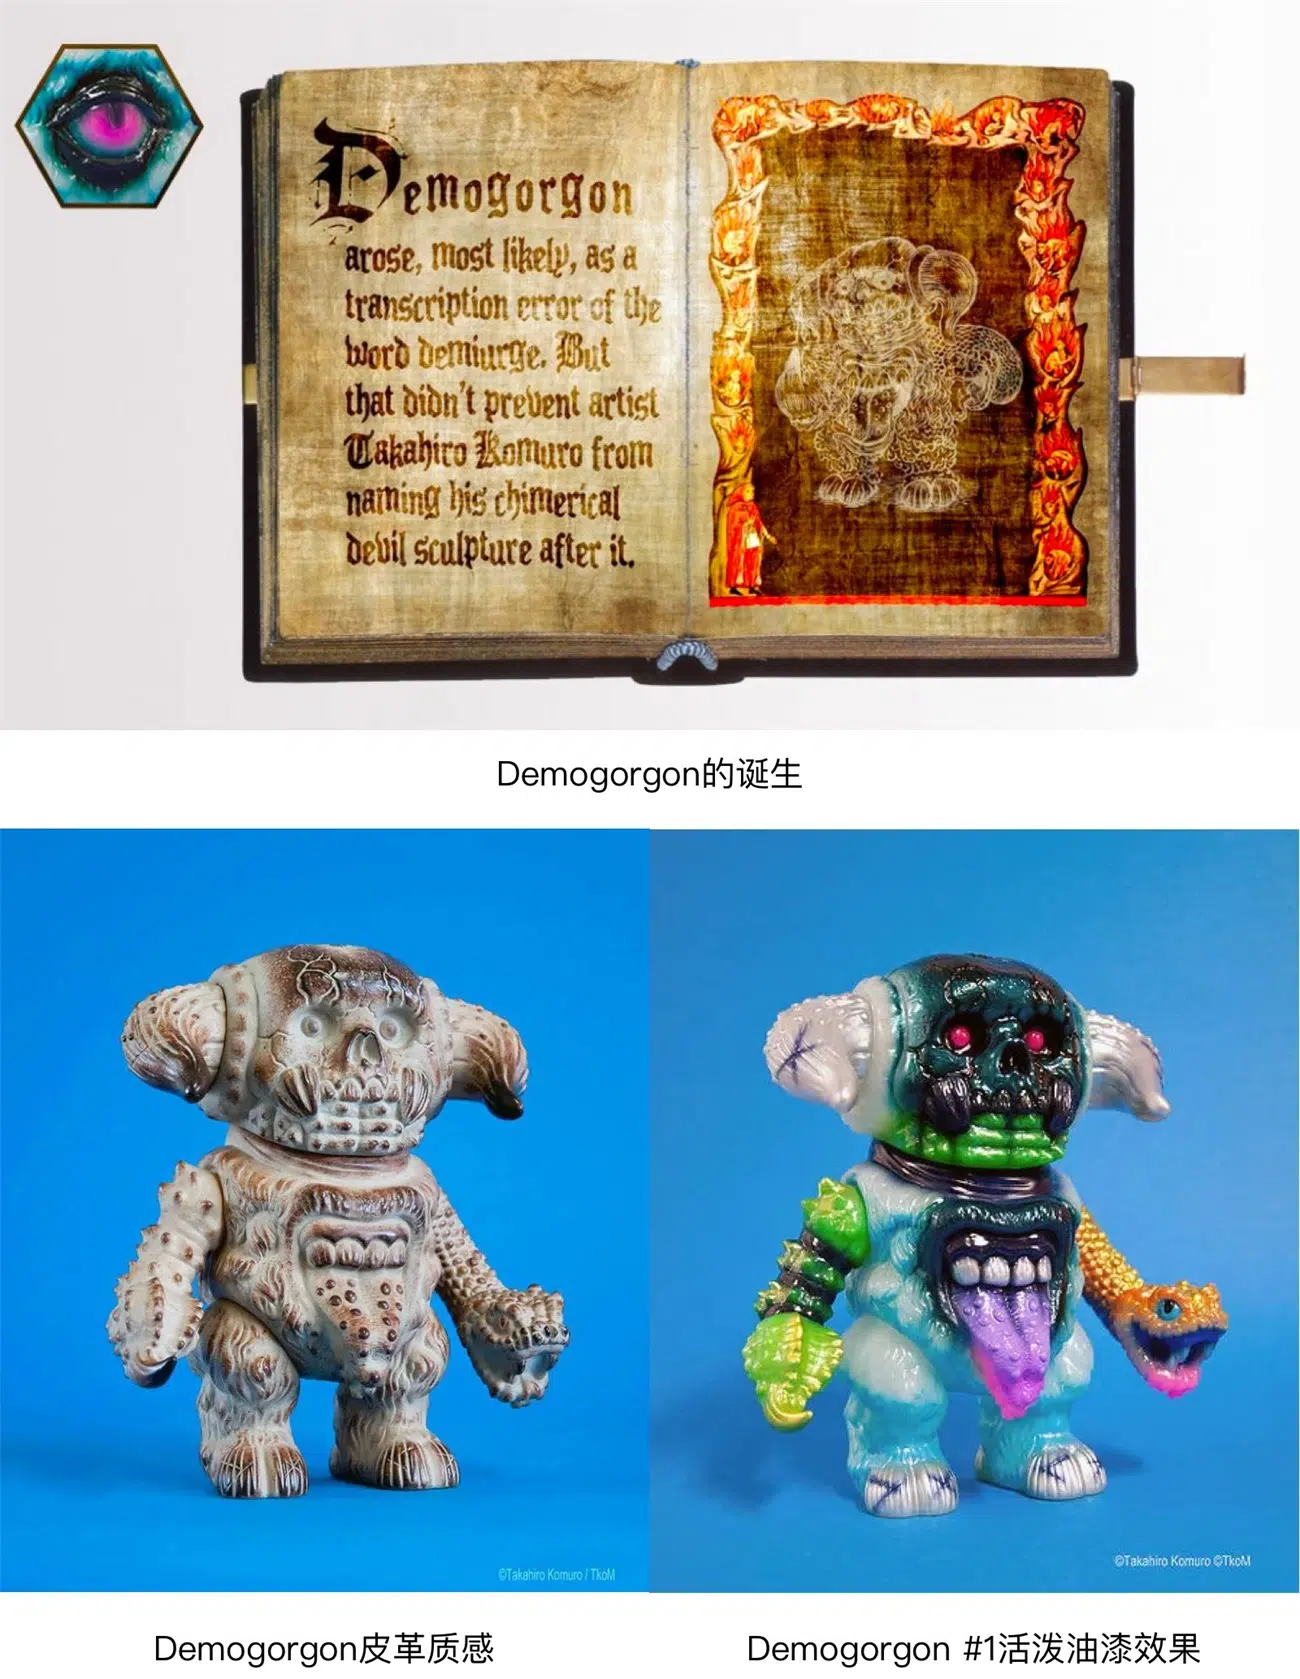 Demogorgon
arose, most likely, as a
transcription error of the
word demiurge. But
that didn't prevent artist
Takahiro Komuro from
naming his chimerical
devil sculpture after it.
Demogorgon的诞生
©Takahiro Komuro / TkoM
©Takahiro Komuro ©TkoM
Demogorgon皮革质感
Demogorgon #1活泼油漆效果